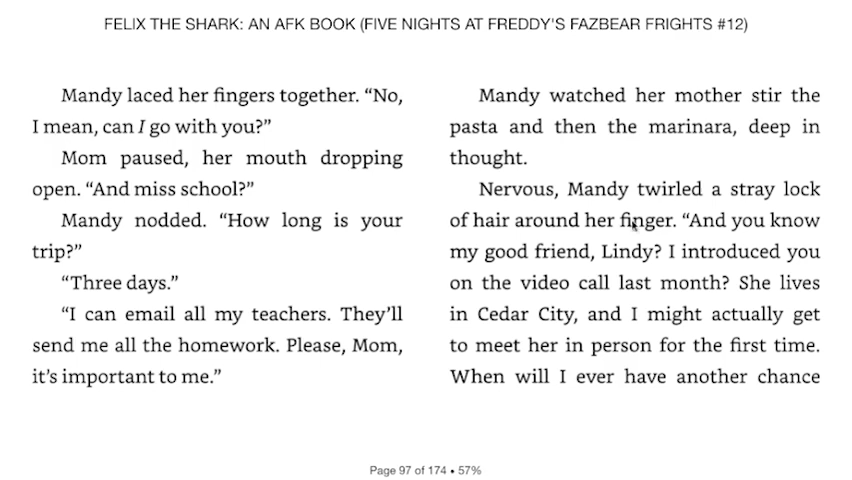 FELIX THE SHARK: AN AFK BOOK (FIVE NIGHTS AT FREDDY'S FAZBEAR FRIGHTS #12)
Mandy laced her fingers together. “No,
I mean, can I go with you?”
Mom paused, her mouth dropping
open. “And miss school?”
Mandy nodded. “How long is your
trip?”
“Three days.”
“I can email all my teachers. They’ll
send me all the homework. Please, Mom,
it’s important to me.”
Mandy watched her mother stir the
pasta and then the marinara, deep in
thought.
Nervous, Mandy twirled a stray lock
of hair around her finger. “And you know
my good friend, Lindy? I introduced you
on the video call last month? She lives
in Cedar City, and I might actually get
to meet her in person for the first time.
When will I ever have another chance
Page 97 of 174 • 57%